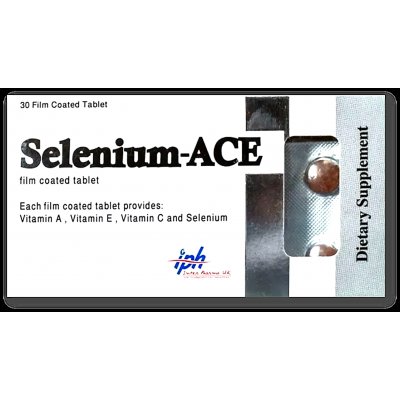 30 Film Coated Tablet
Selenium-ACE
film coated tablet
Each film coated tablet provides:
Vitamin A , Vitamin E , Vitamin C and Selenium
iph
Dietary Supplement